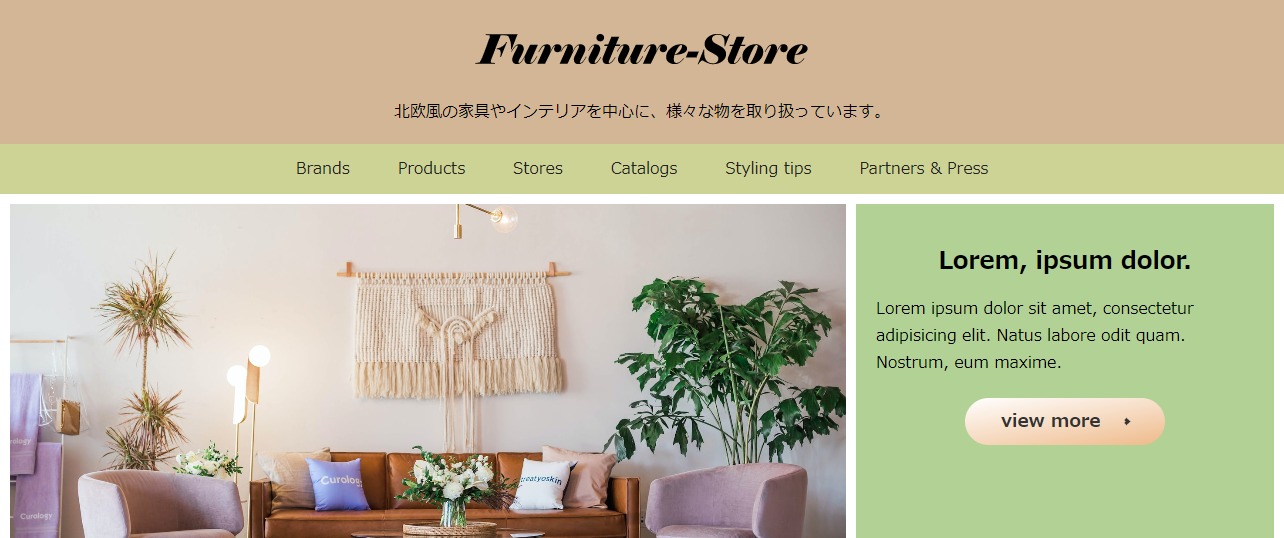 Furniture-Store
北欧風の家具やインテリアを中心に、様々な物を取り扱っています。
Brands Products Stores Catalogs Styling tips Partners & Press
Lorem, ipsum dolor.
Lorem ipsum dolor sit amet, consectetur
adipisicing elit. Natus labore odit quam.
Nostrum, eum maxime.
view more
Curology
Curology